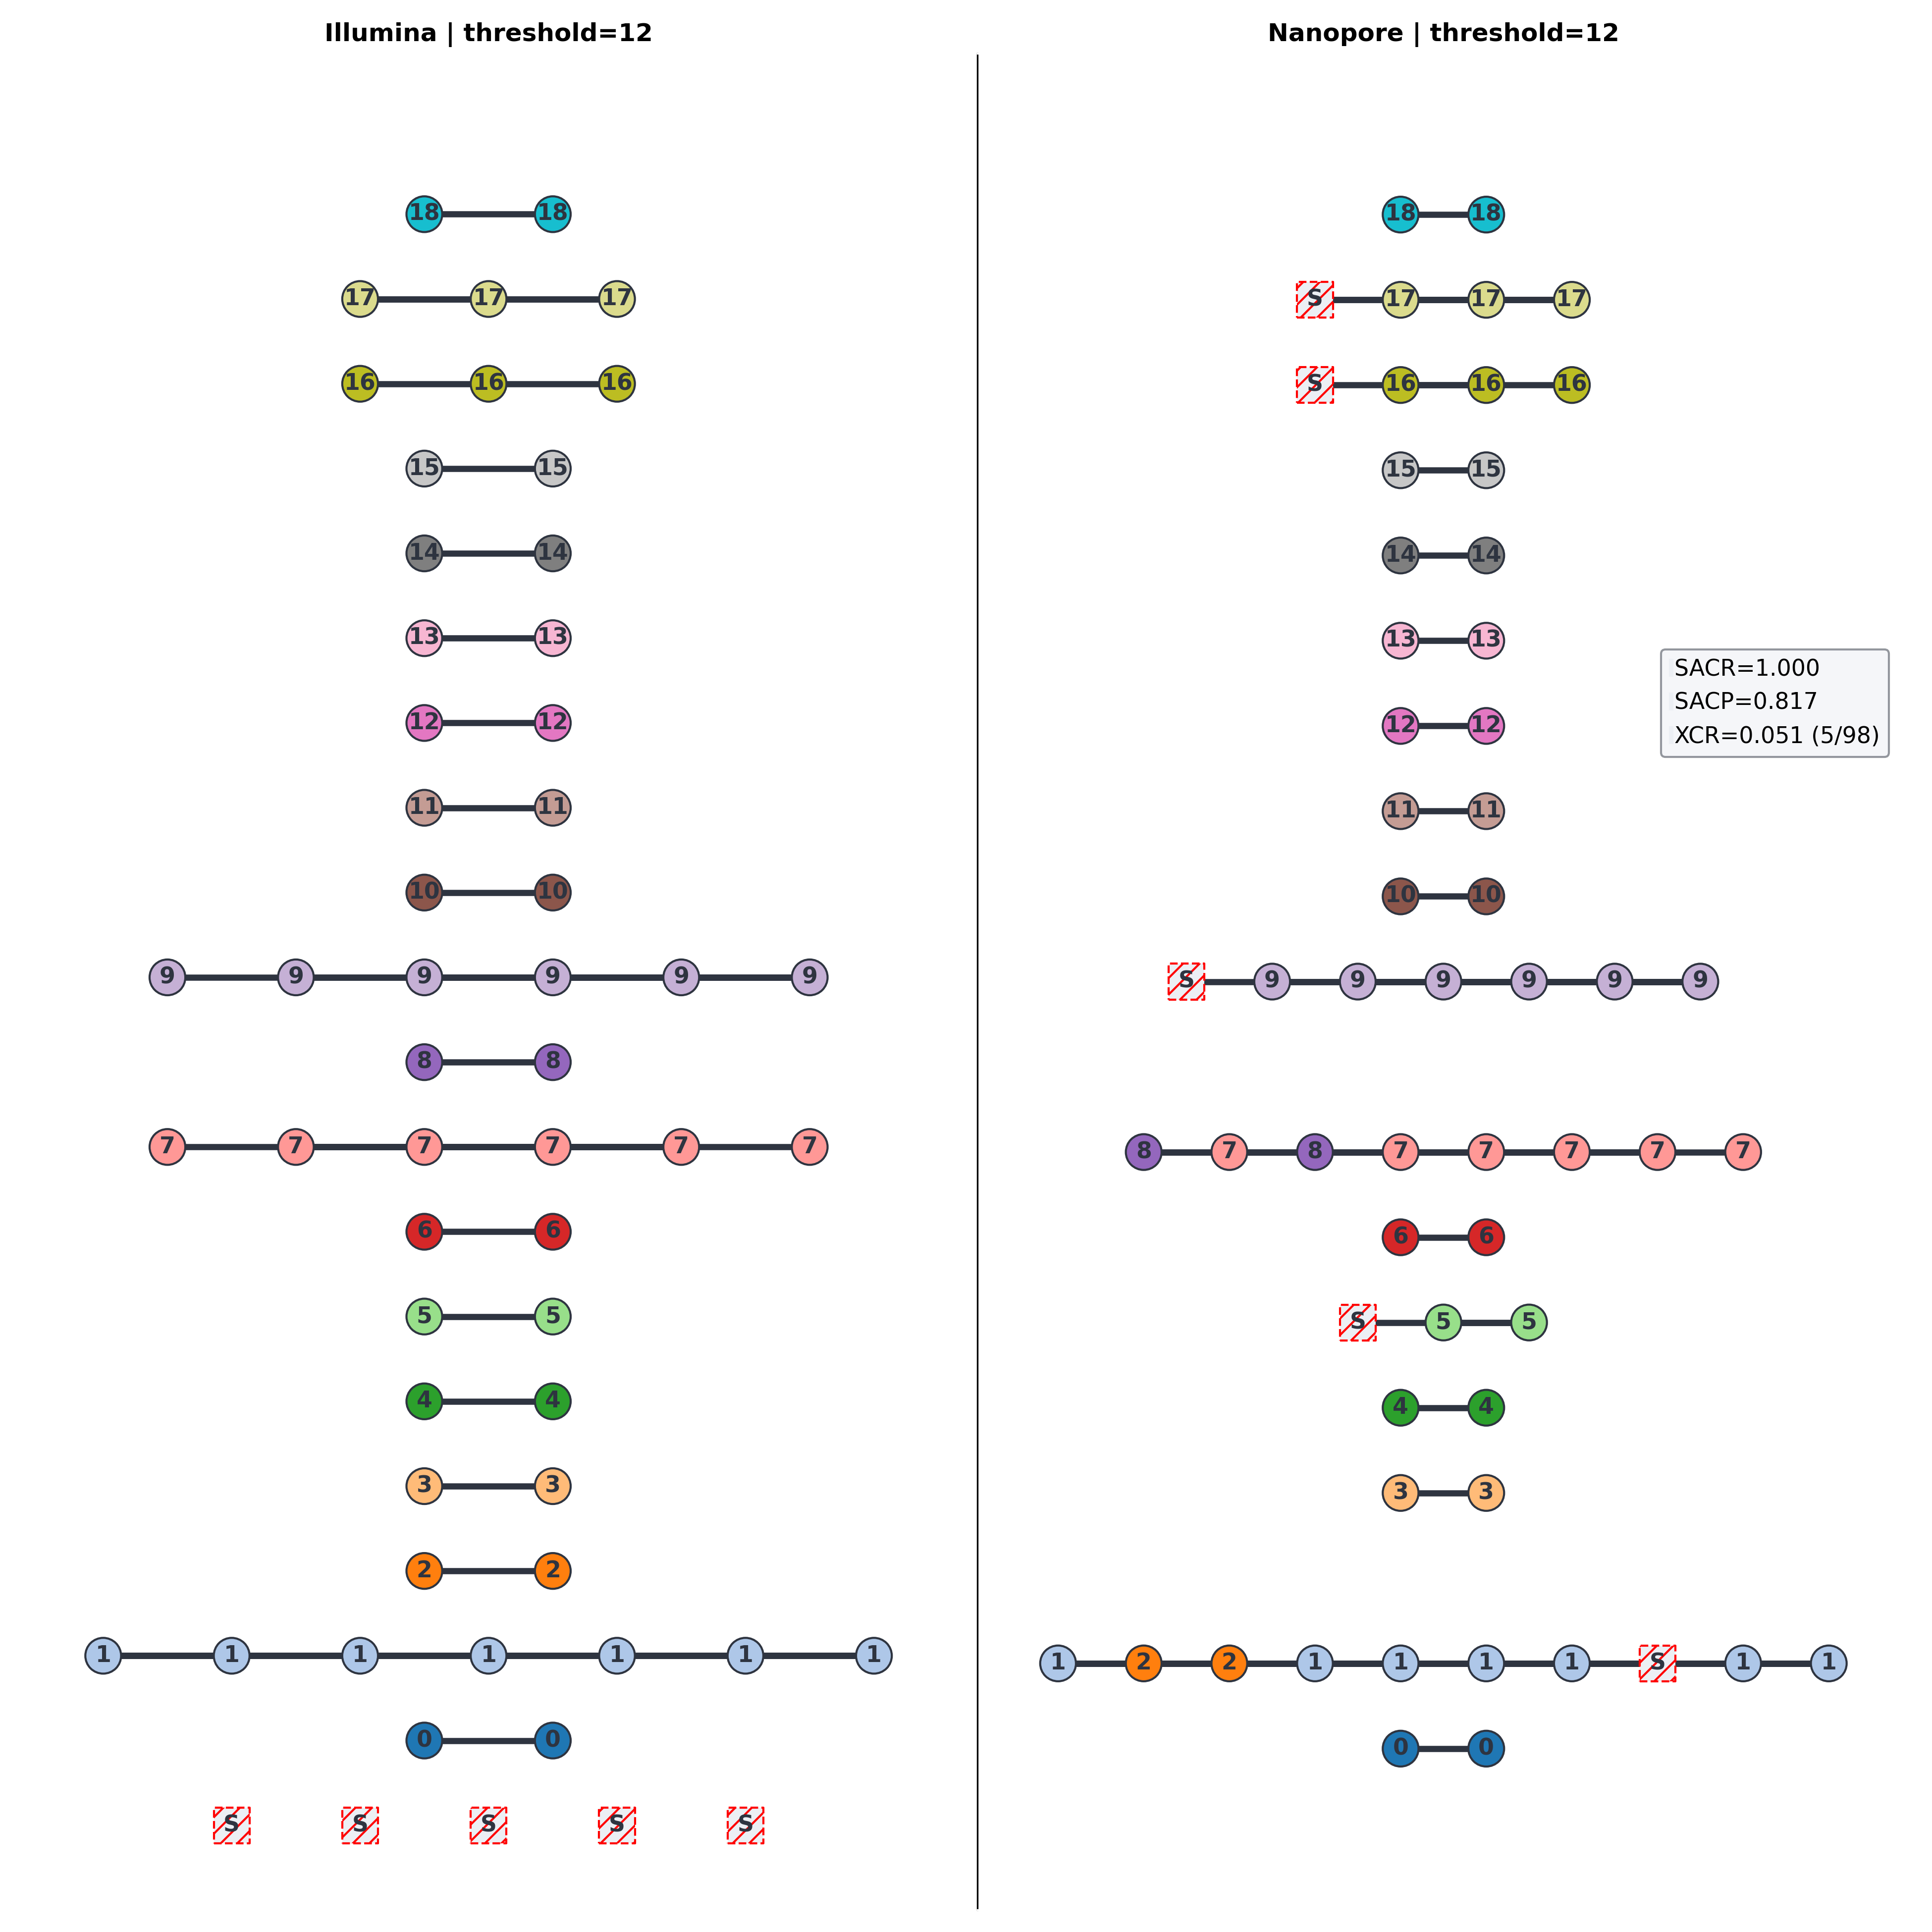 Illumina | threshold=12
18 18
17 17 17
16 16 16
15 15
14 14
13 13
12 12
11 11
10 10
9 9 9 9 9 9
8 8
7 7 7 7 7 7
6 6
5 5
4 4
3 3
2 2
1 1 1 1 1 1 1
0 0
S S S S S
Nanopore | threshold=12
18 18
S 17 17 17
S 16 16 16
15 15
14 14
13 13
12 12
11 11
10 10
S 9 9 9 9 9 9
8 7 8 7 7 7 7 7
6 6
S 5 5
4 4
3 3
1 2 2 1 1 1 1 S 1 1
0 0
SACR=1.000
SACP=0.817
XCR=0.051 (5/98)